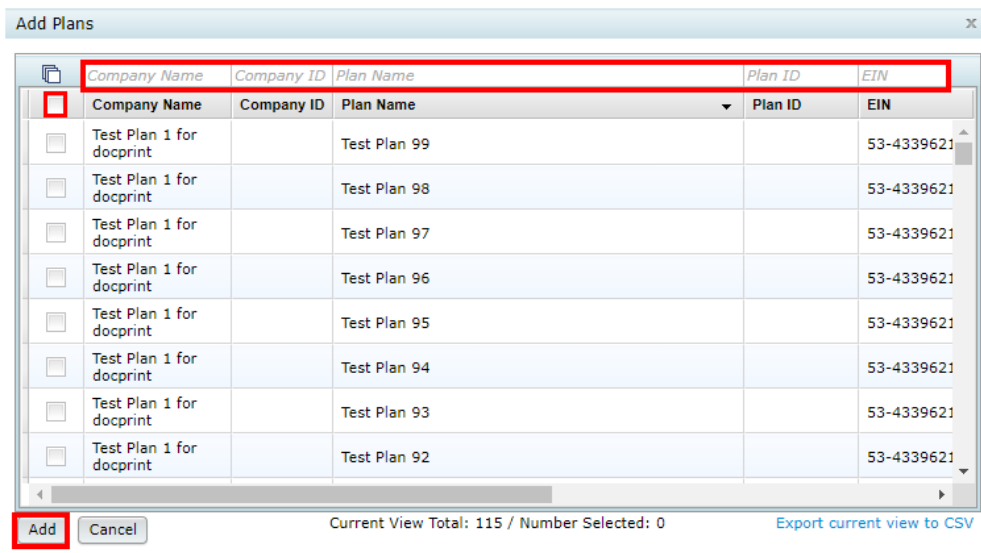 Add Plans x
Company Name Company ID Plan Name Plan ID EIN
Company Name Company ID Plan Name Plan ID EIN
Test Plan 1 for
docprint Test Plan 99 53-4339621
Test Plan 1 for
docprint Test Plan 98 53-4339621
Test Plan 1 for
docprint Test Plan 97 53-4339621
Test Plan 1 for
docprint Test Plan 96 53-4339621
Test Plan 1 for
docprint Test Plan 95 53-4339621
Test Plan 1 for
docprint Test Plan 94 53-4339621
Test Plan 1 for
docprint Test Plan 93 53-4339621
Test Plan 1 for
docprint Test Plan 92 53-4339621
Add Cancel Current View Total: 115 / Number Selected: 0 Export current view to CSV